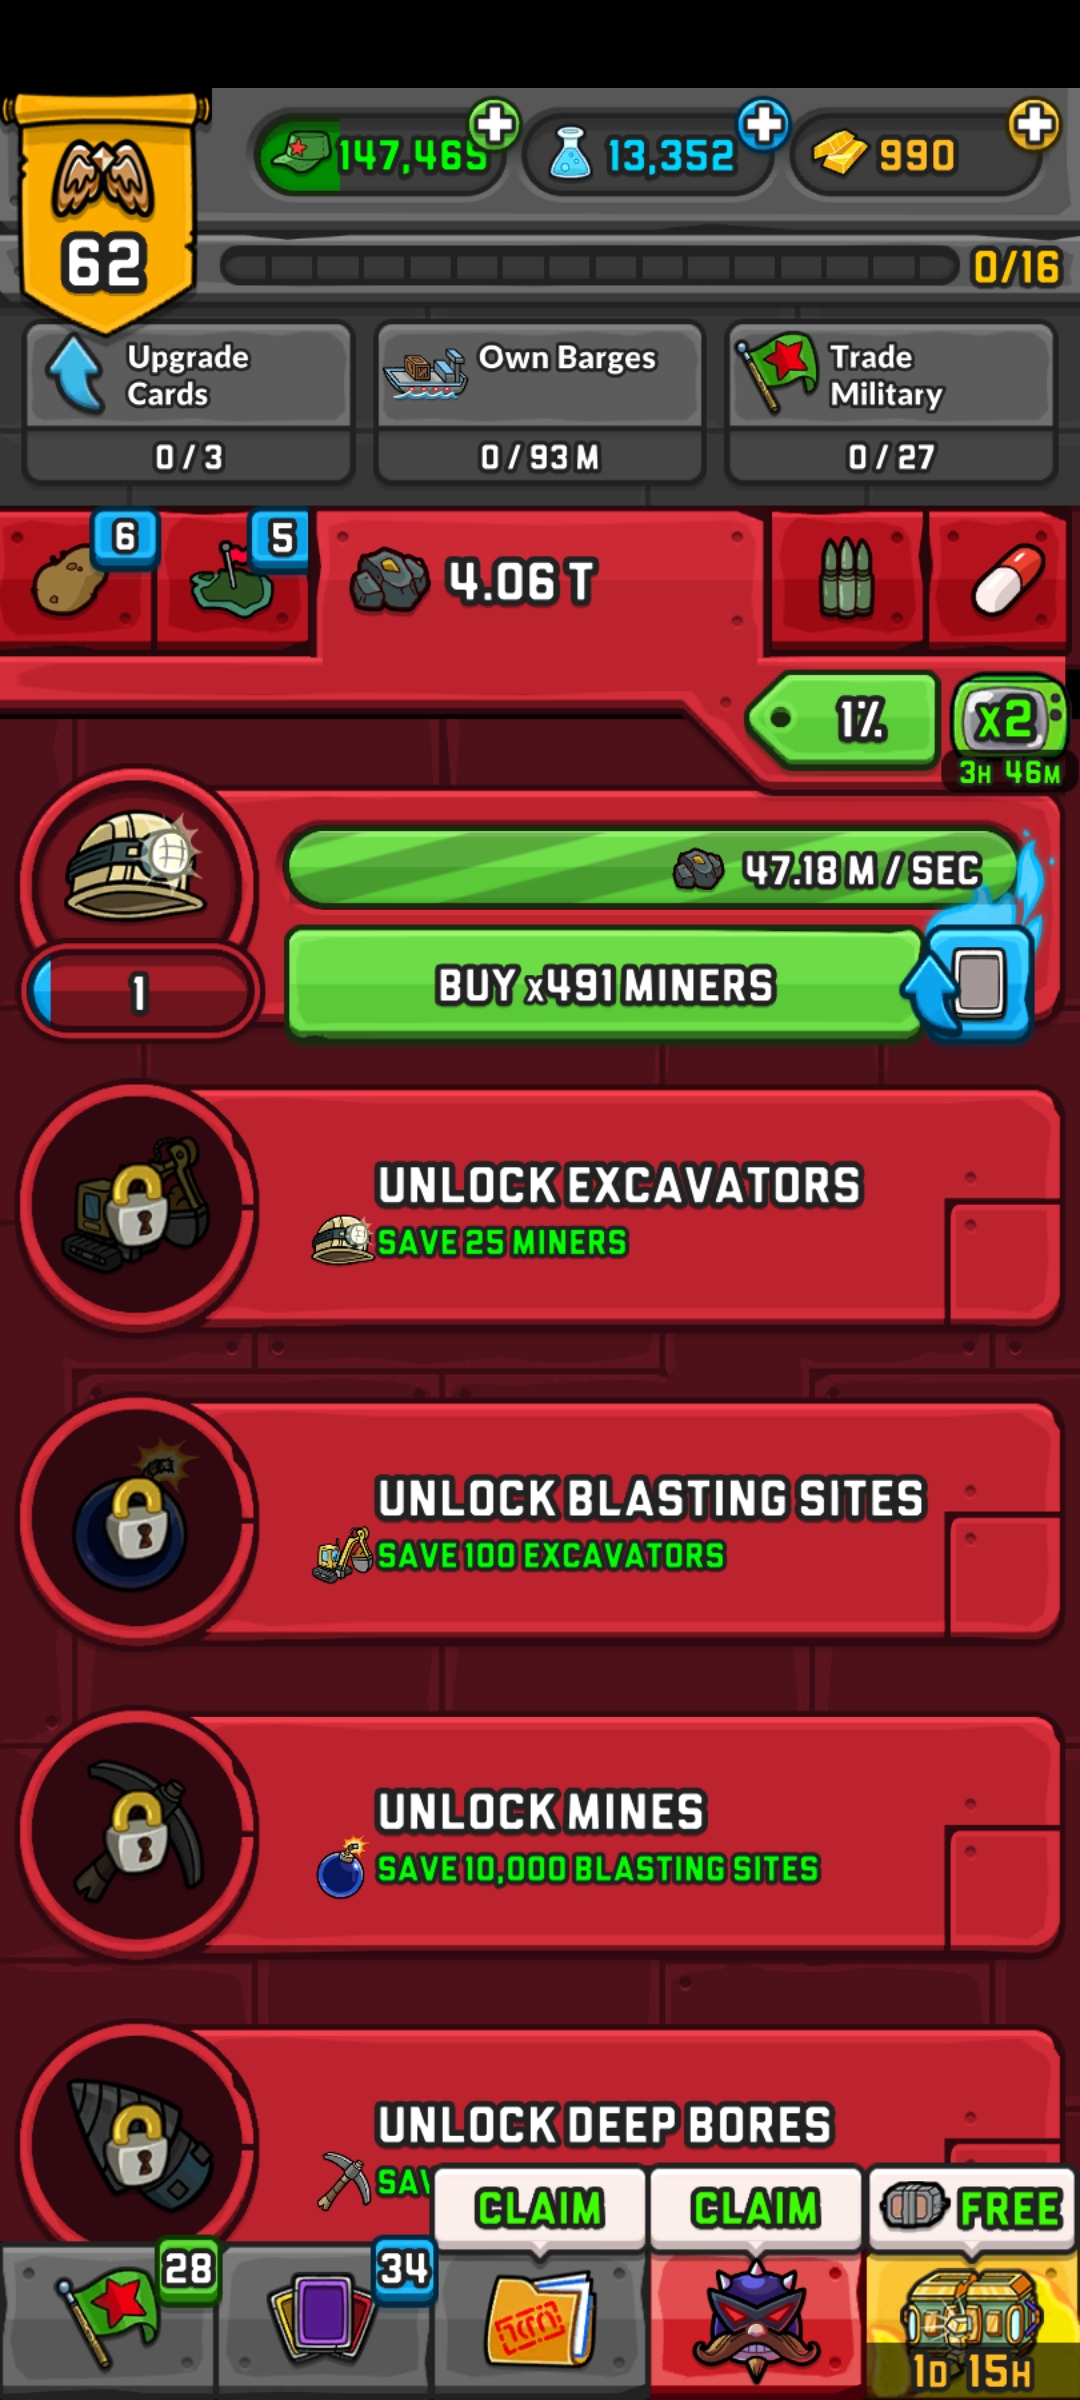 147,465
13,352
990
62
0/16
Upgrade
Cards
0 / 3
Own Barges
0 / 93 M
Trade
Military
0 / 27
6
5
4.06 T
1%
x2
3H 46M
47.18 M / SEC
1
BUY x491 MINERS
UNLOCK EXCAVATORS
SAVE 25 MINERS
UNLOCK BLASTING SITES
SAVE 100 EXCAVATORS
UNLOCK MINES
SAVE 10,000 BLASTING SITES
UNLOCK DEEP BORES
CLAIM
CLAIM
FREE
28
34
1D 15H